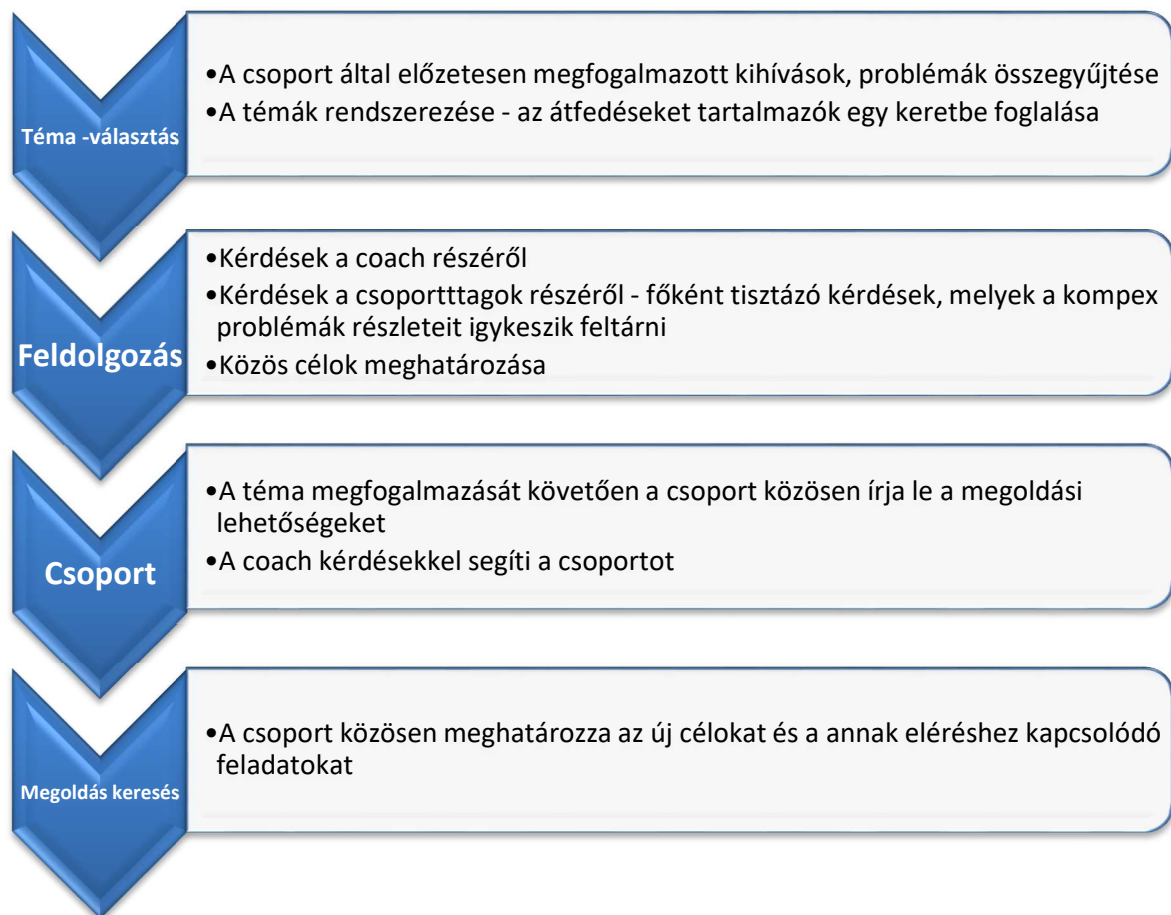 Téma -választás
•A csoport által előzetesen megfogalmazott kihívások, problémák összegyűjtése
•A témák rendszerezése - az átfedéseket tartalmazók egy keretbe foglalása
Feldolgozás
•Kérdések a coach részéről
•Kérdések a csoportttagok részéről - főként tisztázó kérdések, melyek a kompex
problémák részleteit igykeszik feltárni
•Közös célok meghatározása
Csoport
•A téma megfogalmazását követően a csoport közösen írja le a megoldási
lehetőségeket
•A coach kérdésekkel segíti a csoportot
Megoldás keresés
•A csoport közösen meghatározza az új célokat és a annak eléréshez kapcsolódó
feladatokat